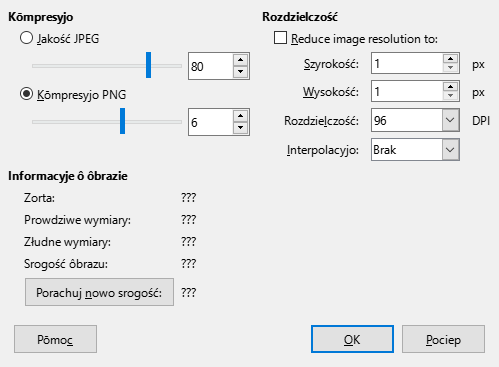 Kōmpresyjo
Jakość JPEG
80
Kōmpresyjo PNG
6
Rozdzielczość
Reduce image resolution to:
Szyrokość: 1 px
Wysokość: 1 px
Rozdzielczość: 96 DPI
Interpolacyjo: Brak
Informacyje ô ôbrazie
Zorta: ???
Prowdziwe wymiary: ???
Złudne wymiary: ???
Srogość ôbrazu: ???
Porachuj nowo srogość: ???
Pōmoc
OK
Pociep